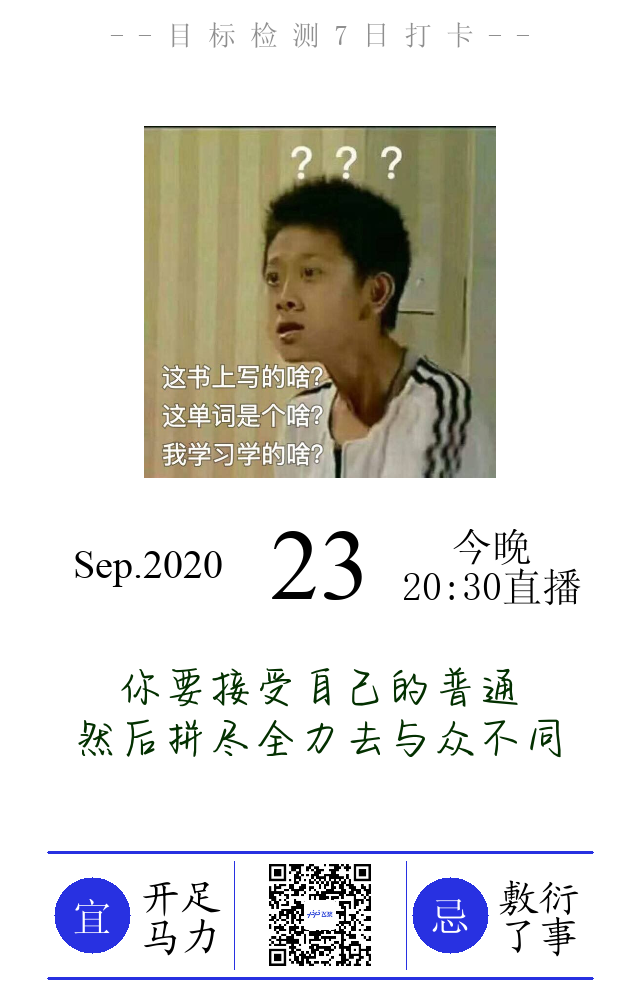 --目标检测7日打卡--
？？？
这书上写的啥？
这单词是个啥？
我学习学的啥？
Sep.2020
23
今晚
20:30直播
你要接受自己的普通
然后拼尽全力去与众不同
宜
开足
马力
忌
敷衍
了事